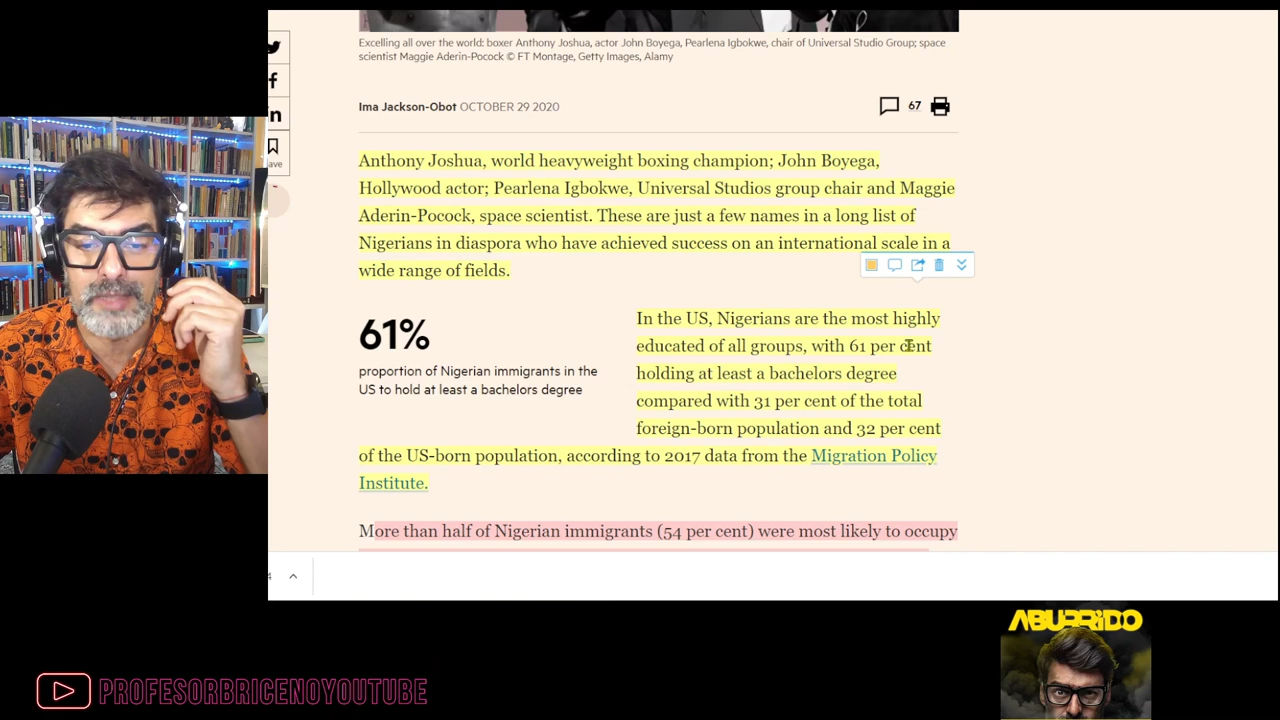 Excelling all over the world: boxer Anthony Joshua, actor John Boyega, Pearlena Igbokwe, chair of Universal Studio Group; space
scientist Maggie Aderin-Pocock © FT Montage, Getty Images, Alamy
Ima Jackson-Obot OCTOBER 29 2020
67
ave
Anthony Joshua, world heavyweight boxing champion; John Boyega,
Hollywood actor; Pearlena Igbokwe, Universal Studios group chair and Maggie
Aderin-Pocock, space scientist. These are just a few names in a long list of
Nigerians in diaspora who have achieved success on an international scale in a
wide range of fields.
61%
proportion of Nigerian immigrants in the
US to hold at least a bachelors degree
In the US, Nigerians are the most highly
educated of all groups, with 61 per cent
holding at least a bachelors degree
compared with 31 per cent of the total
foreign-born population and 32 per cent
of the US-born population, according to 2017 data from the Migration Policy
Institute.
More than half of Nigerian immigrants (54 per cent) were most likely to occupy
ABURRIDO
PROFESORBRICENOYOUTUBE